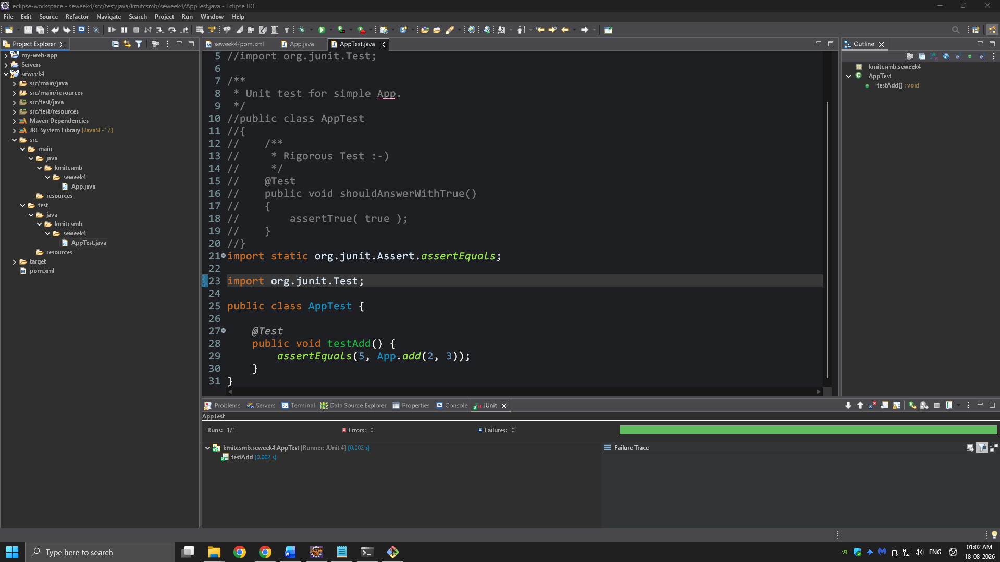 eclipse-workspace - seweek4/src/test/java/kmitcsmb/seweek4/AppTest.java - Eclipse IDE
File Edit Source Refactor Navigate Search Project Run Window Help
Project Explorer
my-web-app
Servers
seweek4
src/main/java
src/main/resources
src/test/java
src/test/resources
Maven Dependencies
JRE System Library [JavaSE-17]
src
main
java
kmitcsmb
seweek4
App.java
resources
test
java
kmitcsmb
seweek4
AppTest.java
resources
target
pom.xml
seweek4/pom.xml App.java AppTest.java
5 //import org.junit.Test;
6
7 /**
8  * Unit test for simple App.
9  */
10 //public class AppTest
11 //{
12 //    /**
13 //     * Rigorous Test :-)
14 //     */
15 //    @Test
16 //    public void shouldAnswerWithTrue()
17 //    {
18 //        assertTrue( true );
19 //    }
20 //}
21 import static org.junit.Assert.assertEquals;
22
23 import org.junit.Test;
24
25 public class AppTest {
26
27     @Test
28     public void testAdd() {
29         assertEquals(5, App.add(2, 3));
30     }
31 }
Outline
kmitcsmb.seweek4
AppTest
testAdd() : void
Problems Servers Terminal Data Source Explorer Properties Console JUnit
AppTest
Runs: 1/1 Errors: 0 Failures: 0
kmitcsmb.seweek4.AppTest [Runner: JUnit 4] (0.002 s)
testAdd (0.002 s)
Failure Trace
Type here to search
ENG
01:02 AM
18-08-2026